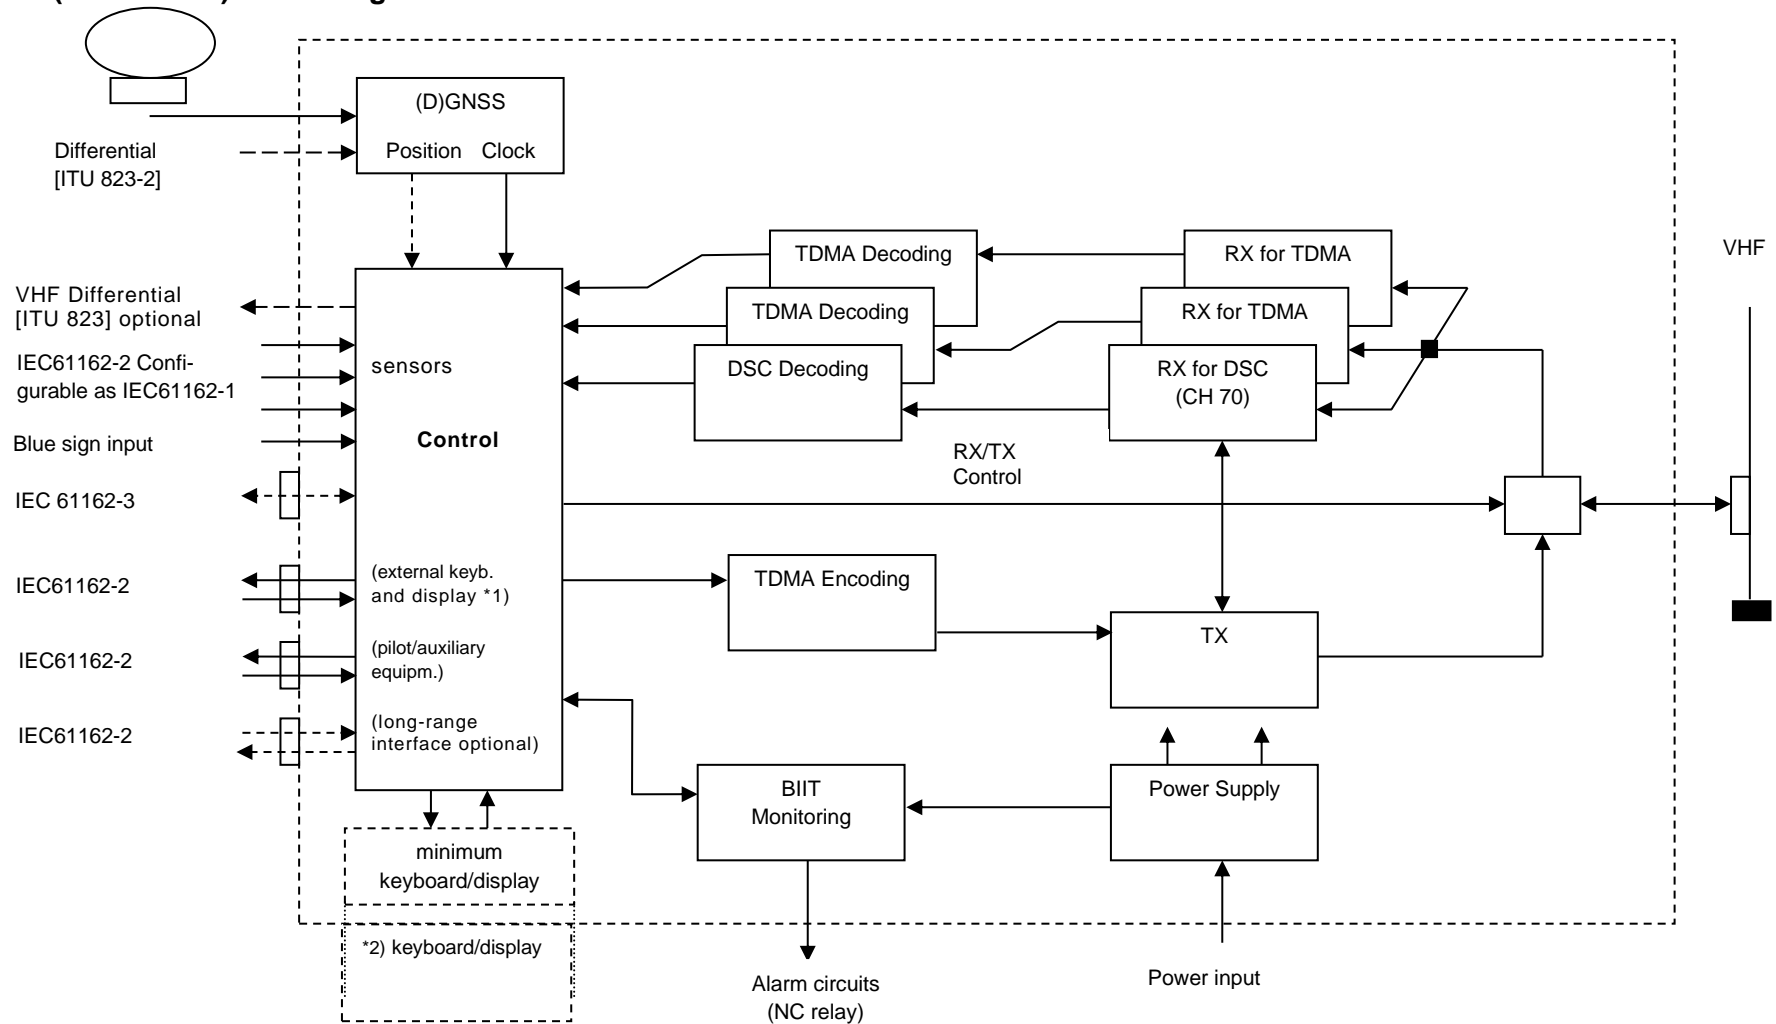 (D)GNSS
Position Clock
Differential
[ITU 823-2]
VHF Differential
[ITU 823] optional
IEC61162-2 Confi-
gurable as IEC61162-1
Blue sign input
IEC 61162-3
IEC61162-2
IEC61162-2
IEC61162-2
sensors
Control
(external keyb.
and display *1)
(pilot/auxiliary
equipm.)
(long-range
interface optional)
minimum
keyboard/display
*2) keyboard/display
TDMA Decoding
TDMA Decoding
DSC Decoding
RX for TDMA
RX for TDMA
RX for DSC
(CH 70)
RX/TX
Control
TDMA Encoding
TX
BIIT
Monitoring
Power Supply
Alarm circuits
(NC relay)
Power input
VHF